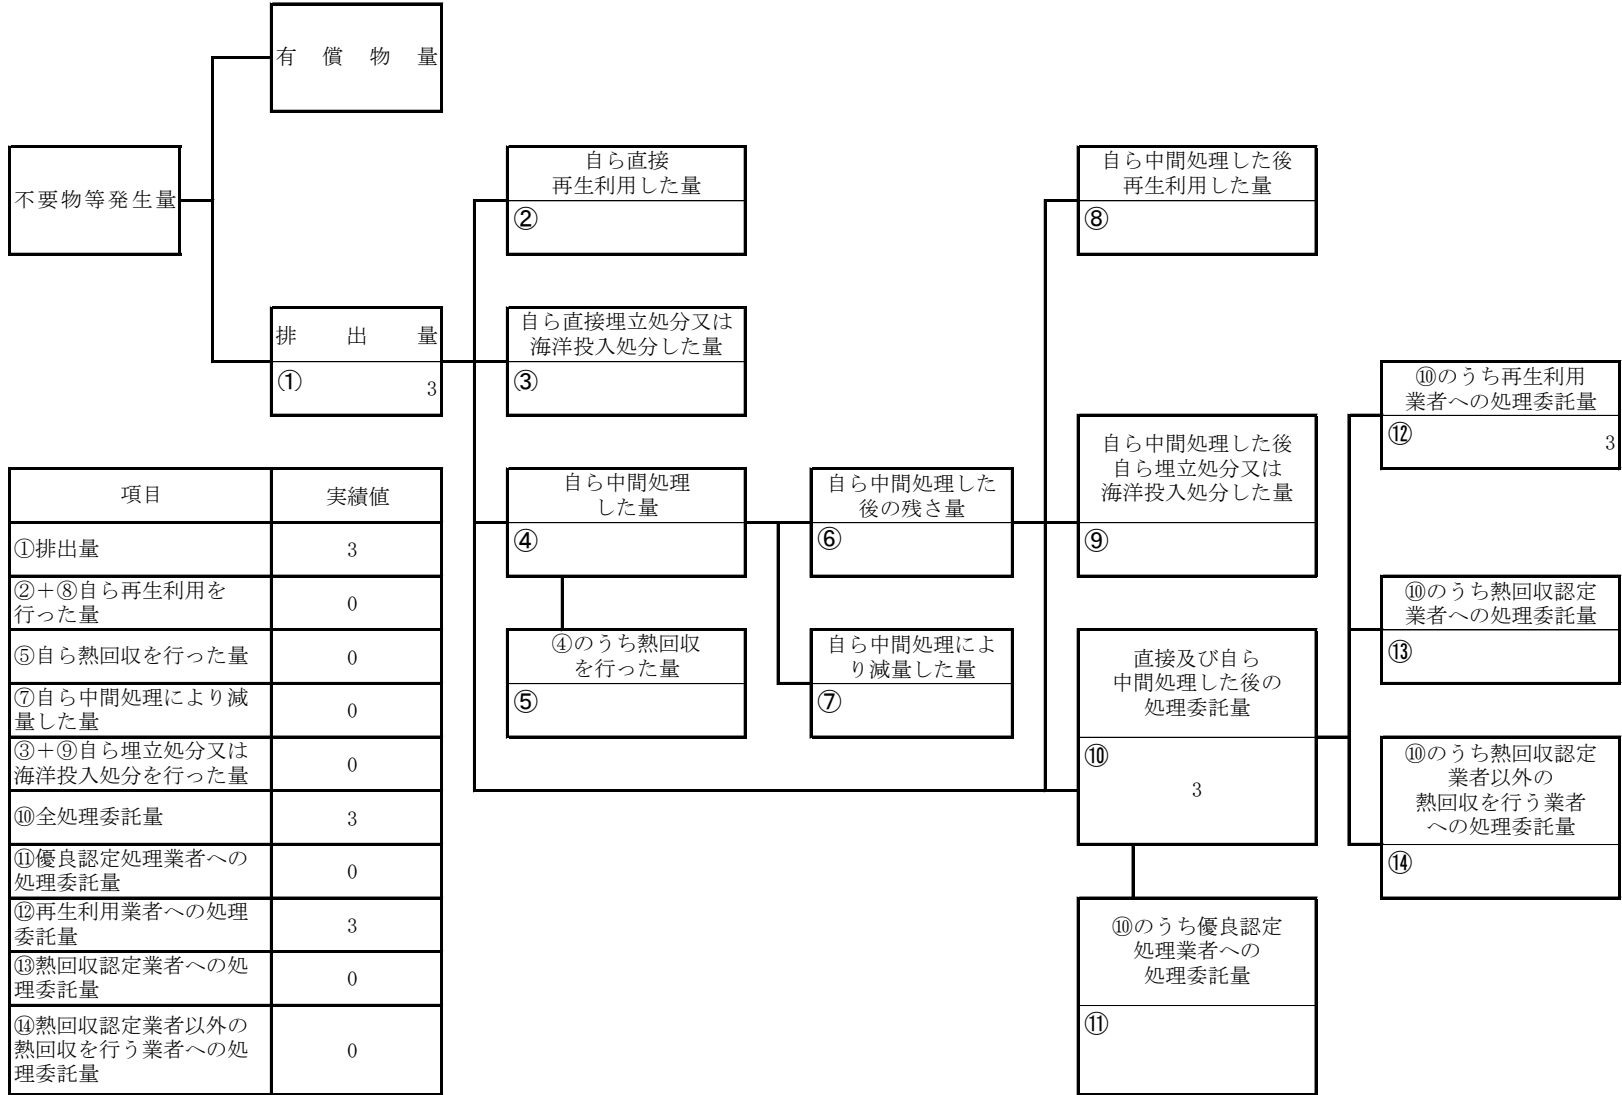 有償物量
不要物等発生量
排出量
① 3
自ら直接
再生利用した量
②
自ら直接埋立処分又は
海洋投入処分した量
③
自ら中間処理
した量
④
④のうち熱回収
を行った量
⑤
自ら中間処理した
後の残さ量
⑥
自ら中間処理によ
り減量した量
⑦
自ら中間処理した後
再生利用した量
⑧
自ら中間処理した後
自ら埋立処分又は
海洋投入処分した量
⑨
直接及び自ら
中間処理した後の
処理委託量
⑩
3
⑩のうち優良認定
処理業者への
処理委託量
⑪
⑩のうち再生利用
業者への処理委託量
⑫ 3
⑩のうち熱回収認定
業者への処理委託量
⑬
⑩のうち熱回収認定
業者以外の
熱回収を行う業者
への処理委託量
⑭
項目 実績値
①排出量 3
②+⑧自ら再生利用を
行った量 0
⑤自ら熱回収を行った量 0
⑦自ら中間処理により減
量した量 0
③+⑨自ら埋立処分又は
海洋投入処分を行った量 0
⑩全処理委託量 3
⑪優良認定処理業者への
処理委託量 0
⑫再生利用業者への処理
委託量 3
⑬熱回収認定業者への処
理委託量 0
⑭熱回収認定業者以外の
熱回収を行う業者への処 0
理委託量